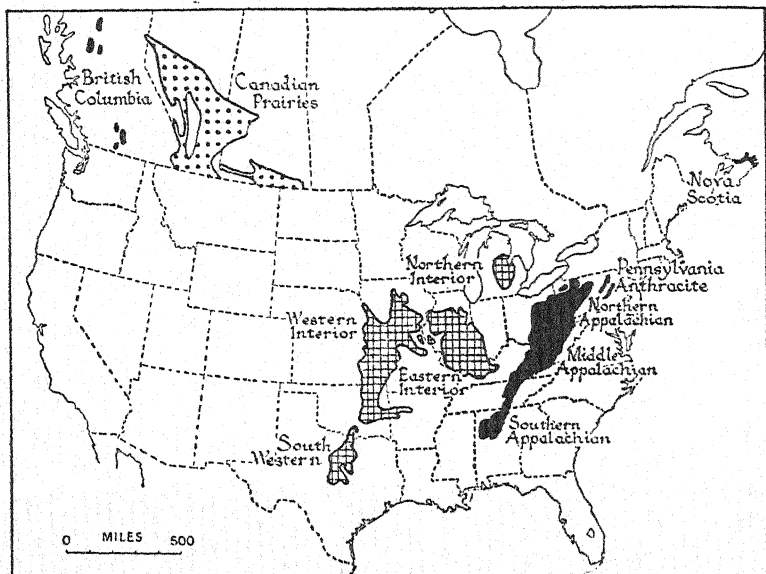 British
Columbia
Canadian
Prairies
Nova
Scotia
Northern
Interior
Pennsylvania
Anthracite
Northern
Appalachian
Western
Interior
Middle
Appalachian
Eastern
Interior
Southern
Appalachian
South
Western
0 MILES 500